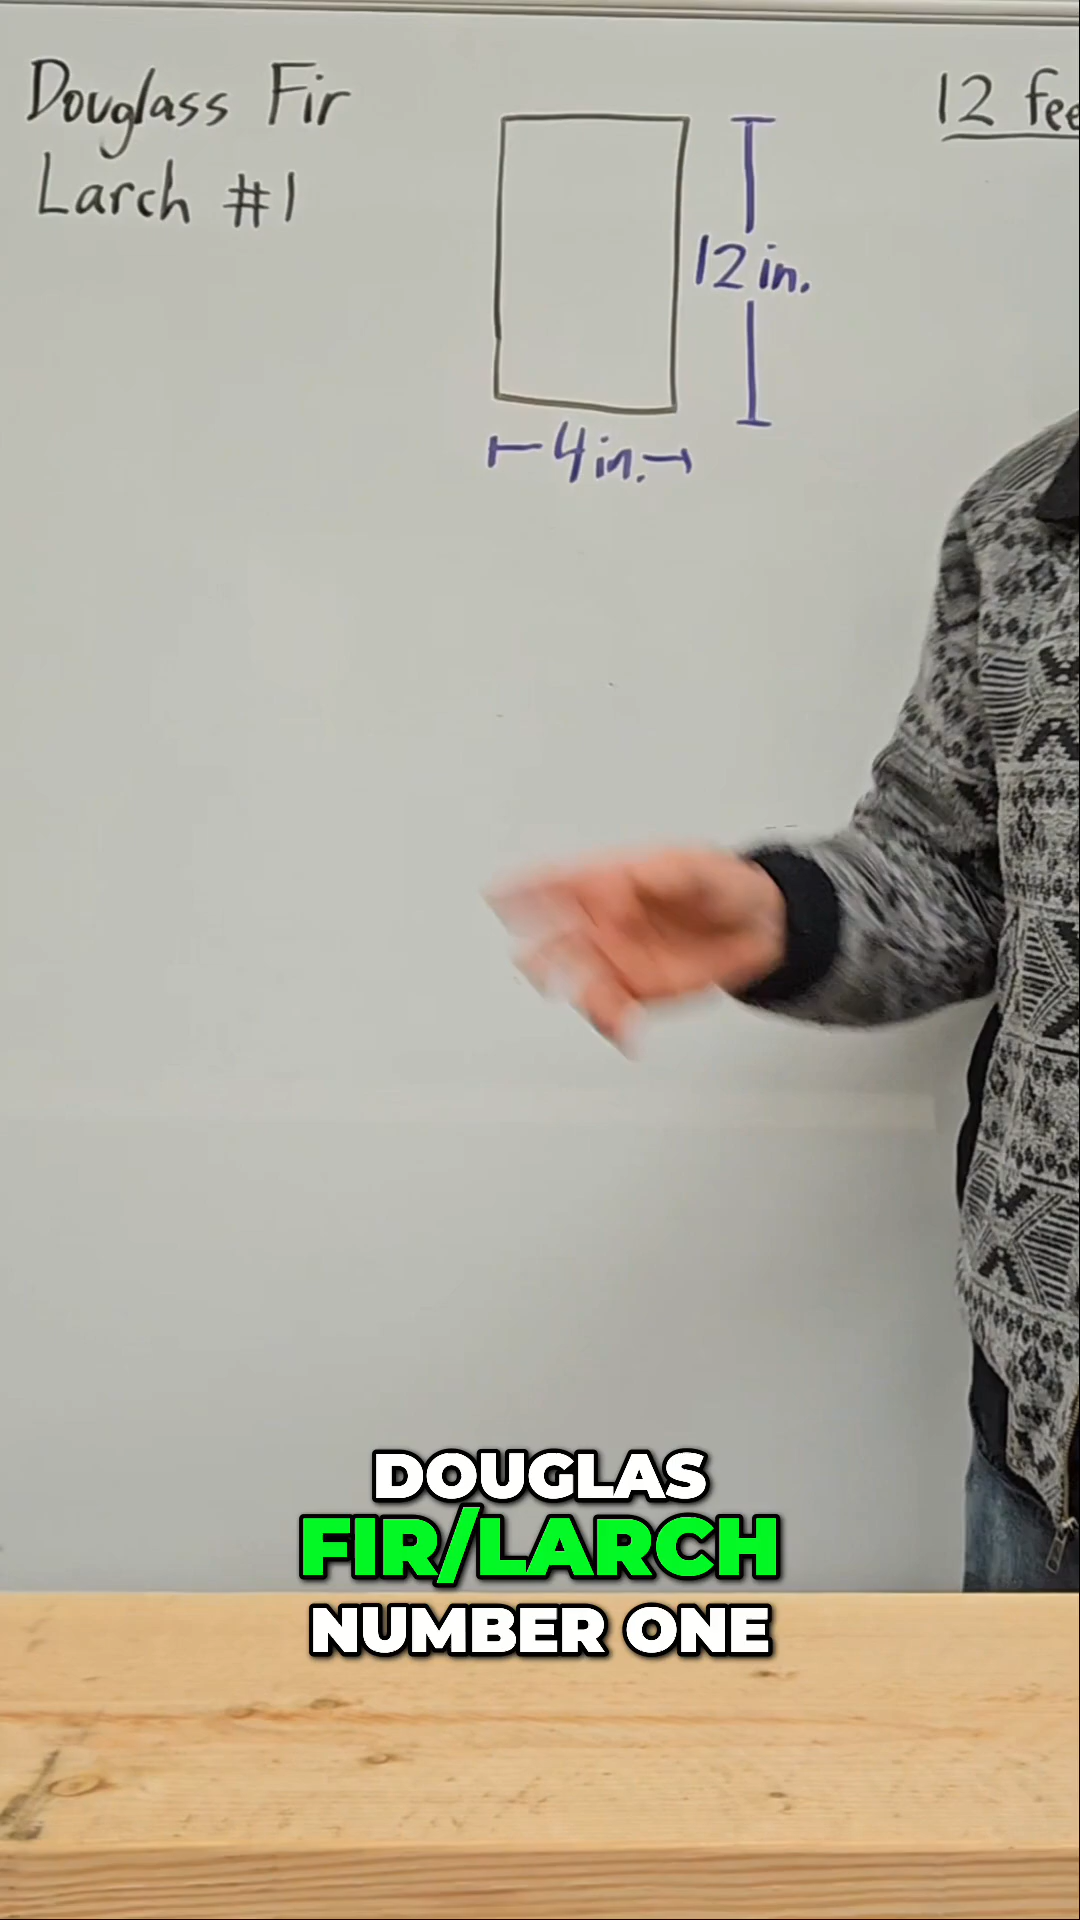 Douglass Fir
Larch #1
12 fee
12 in.
4 in.
DOUGLAS
FIR/LARCH
NUMBER ONE